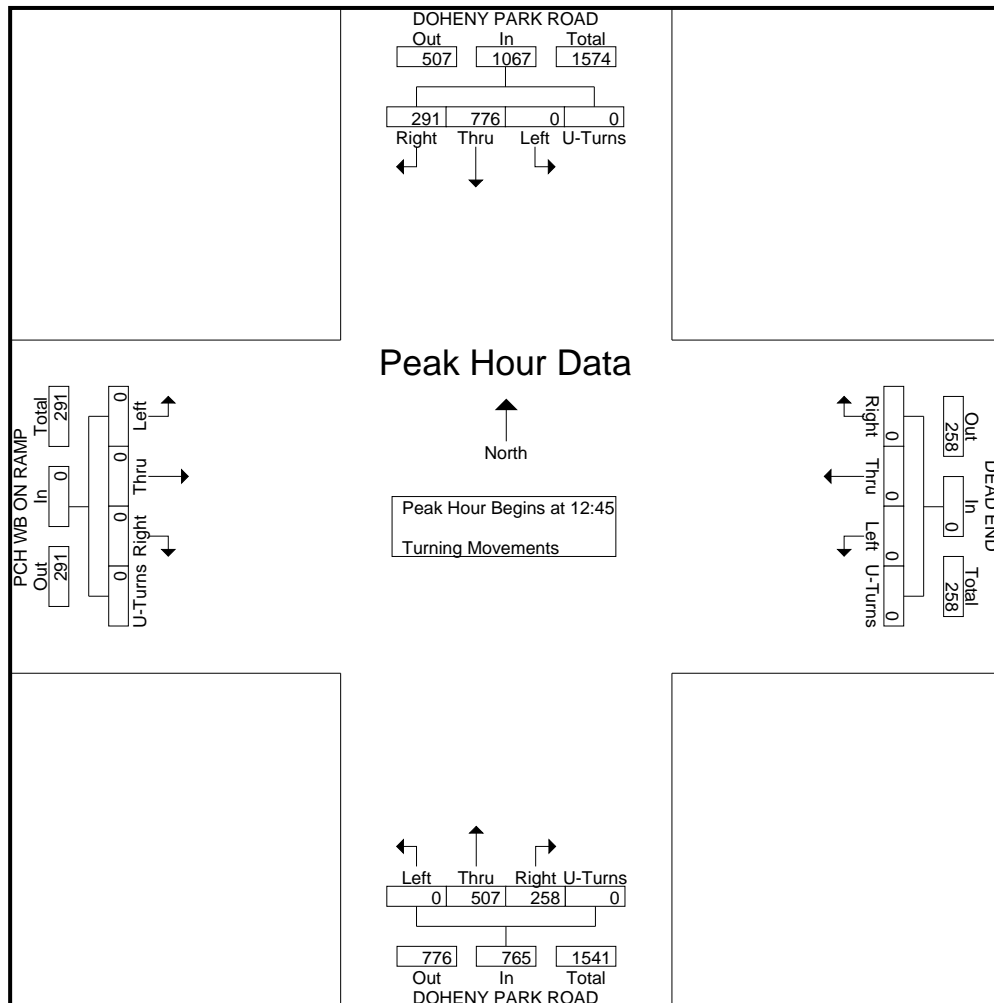 DOHENY PARK ROAD
Out In Total
507 1067 1574
291 776 0 0
Right Thru Left U-Turns
Peak Hour Data
North
Peak Hour Begins at 12:45
Turning Movements
PCH WB ON RAMP
Out In Total
291 0 291
0 0 0 0
U-Turns Right Thru Left
DEAD END
Out In Total
258 0 258
0 0 0 0
Right Thru Left U-Turns
Left Thru Right U-Turns
0 507 258 0
776 765 1541
Out In Total
DOHENY PARK ROAD